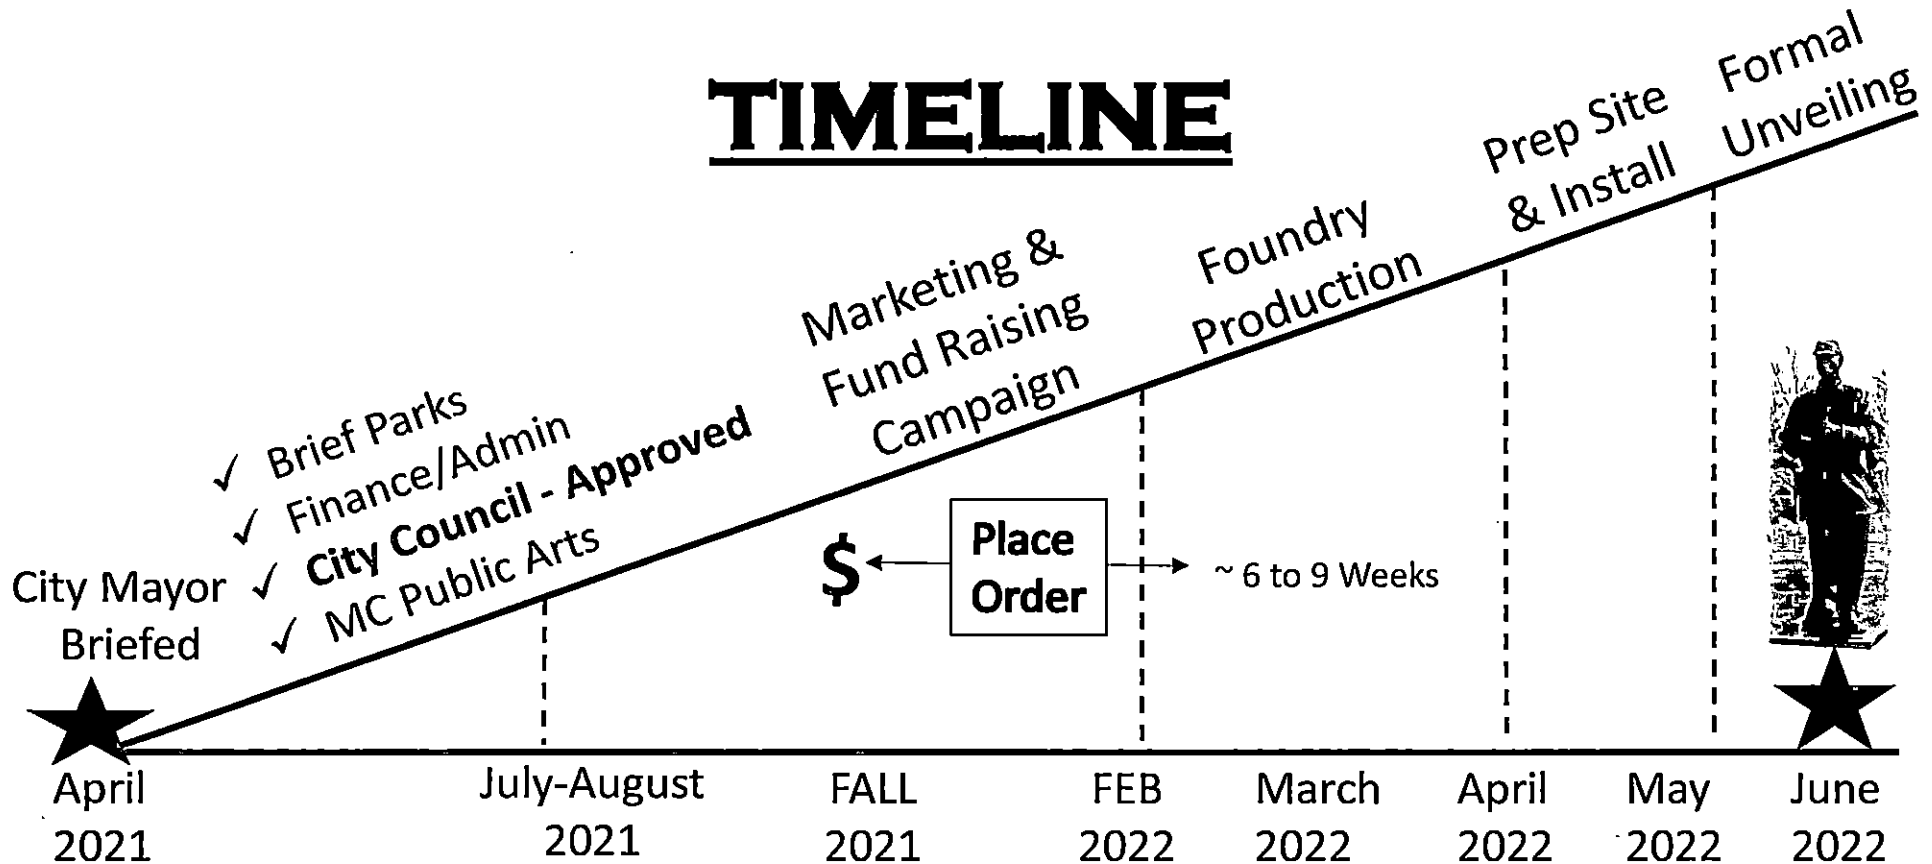 TIMELINE
City Mayor
Briefed
✓ Brief Parks
✓ Finance/Admin
✓ City Council - Approved
✓ MC Public Arts
Marketing &
Fund Raising
Campaign
Foundry
Production
Prep Site
& Install
Formal
Unveiling
$
Place
Order
~ 6 to 9 Weeks
April
2021
July-August
2021
FALL
2021
FEB
2022
March
2022
April
2022
May
2022
June
2022